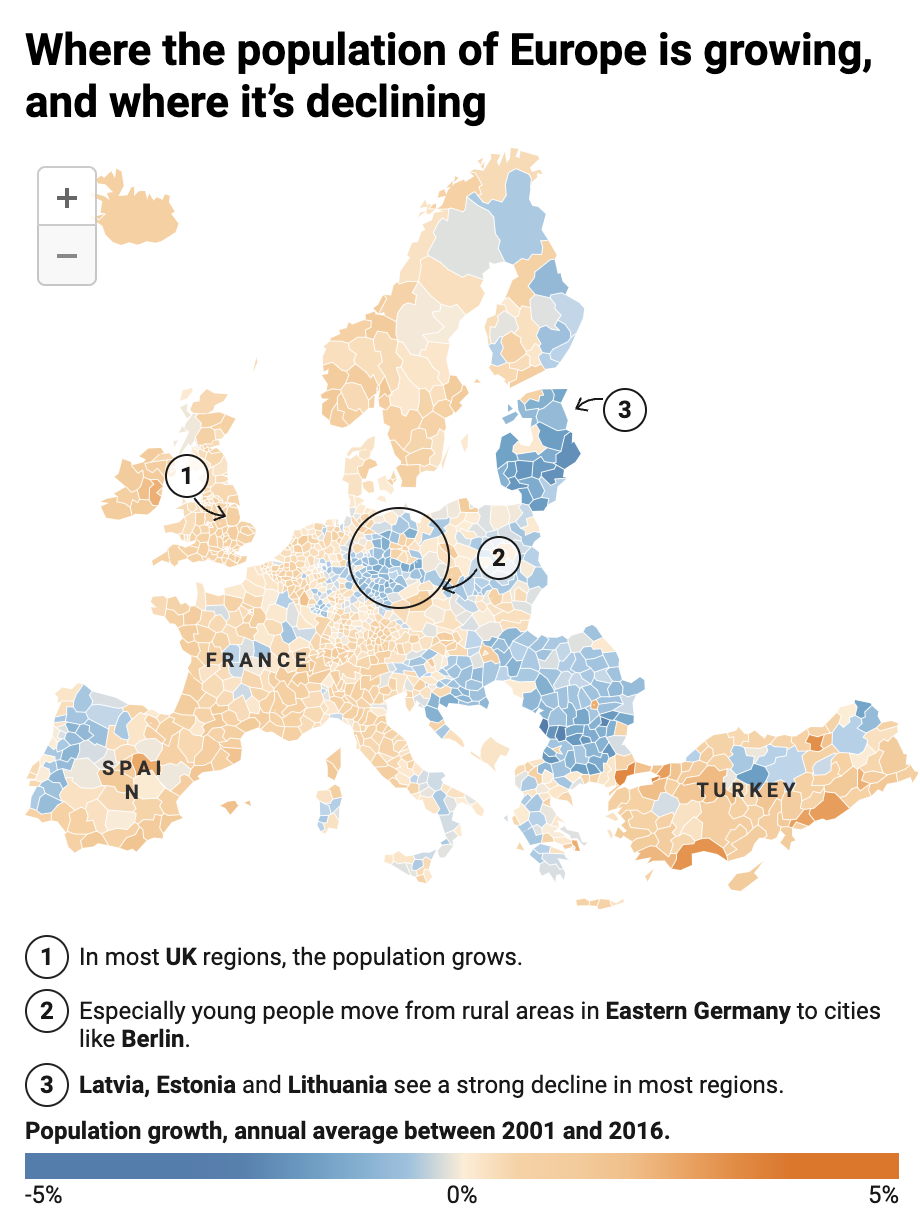 Where the population of Europe is growing,
and where it’s declining
+
−
3
1
2
FRANCE
SPAI
N
TURKEY
1 In most UK regions, the population grows.
2 Especially young people move from rural areas in Eastern Germany to cities
like Berlin.
3 Latvia, Estonia and Lithuania see a strong decline in most regions.
Population growth, annual average between 2001 and 2016.
-5% 0% 5%